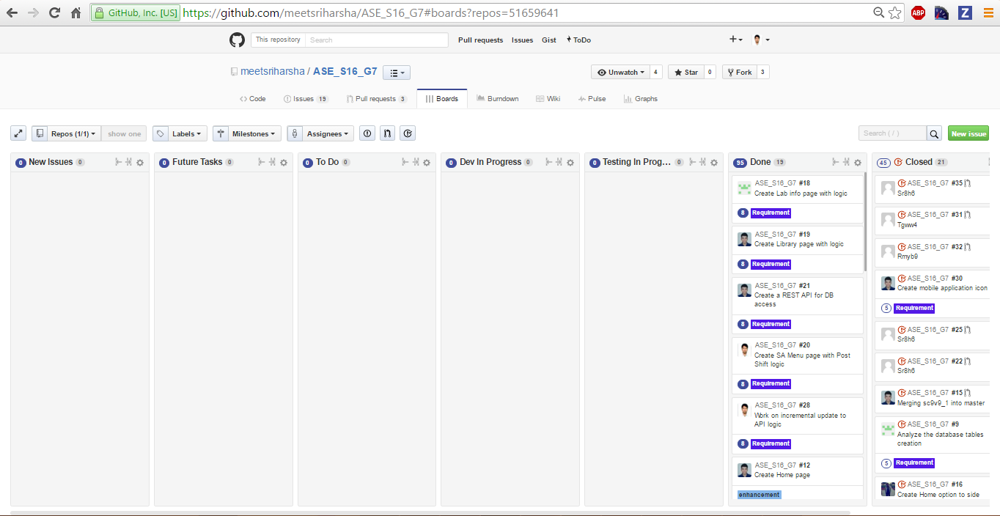 GitHub, Inc. [US] https://github.com/meetsriharsha/ASE_S16_G7#boards?repos=51659641
ABP Z
This repository Search Pull requests Issues Gist ToDo
meetsriharsha / ASE_S16_G7 Unwatch 4 Star 0 Fork 3
Code Issues 19 Pull requests 3 Boards Burndown Wiki Pulse Graphs
Repos (1/1) show one Labels Milestones Assignees Search ( / ) New issue
0 New Issues 0
0 Future Tasks 0
0 To Do 0
0 Dev In Progress 0
0 Testing In Prog... 0
95 Done 19
ASE_S16_G7 #18
Create Lab info page with logic
8 Requirement
ASE_S16_G7 #19
Create Library page with logic
8 Requirement
ASE_S16_G7 #21
Create a REST API for DB
access
8 Requirement
ASE_S16_G7 #20
Create SA Menu page with Post
Shift logic
8 Requirement
ASE_S16_G7 #28
Work on incremental update to
API logic
8 Requirement
ASE_S16_G7 #12
Create Home page
enhancement
45 Closed 21
ASE_S16_G7 #35
Sr8h6
ASE_S16_G7 #31
Tgww4
ASE_S16_G7 #32
Rmyb9
ASE_S16_G7 #30
Create mobile application icon
5 Requirement
ASE_S16_G7 #25
Sr8h6
ASE_S16_G7 #22
Sr8h6
ASE_S16_G7 #15
Merging sc9v9_1 into master
ASE_S16_G7 #9
Analyze the database tables
creation
5 Requirement
ASE_S16_G7 #16
Create Home option to side